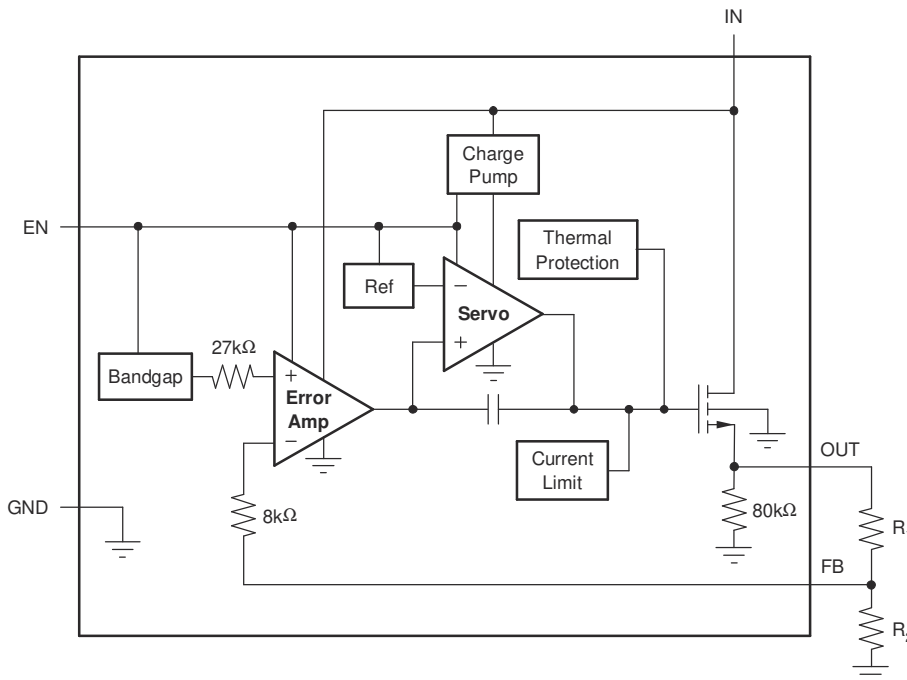 IN
Charge
Pump
EN
Thermal
Protection
Ref
−
Servo
+
27kΩ
Bandgap
+
Error
Amp
−
OUT
Current
Limit
80kΩ
GND
8kΩ
R
FB
R